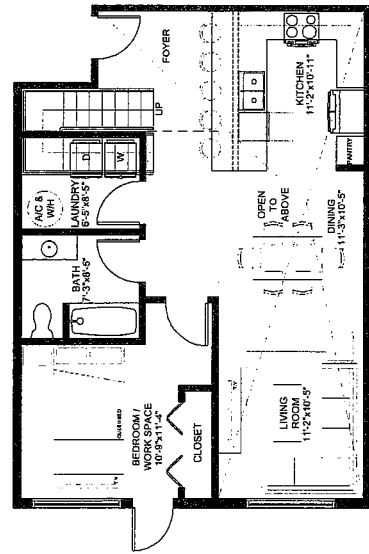 FOYER
KITCHEN
11'-2"x10'-11"
UP
PANTRY
D
W
A/C &
W/H
LAUNDRY
5'-5"x8'-5"
OPEN
TO
ABOVE
DINING
11'-3"x10'-5"
BATH
7'-3"x8'-5"
BEDROOM /
WORK SPACE
10'-9"x11'-4"
CLOSET
LIVING
ROOM
11'-2"x10'-5"
TV